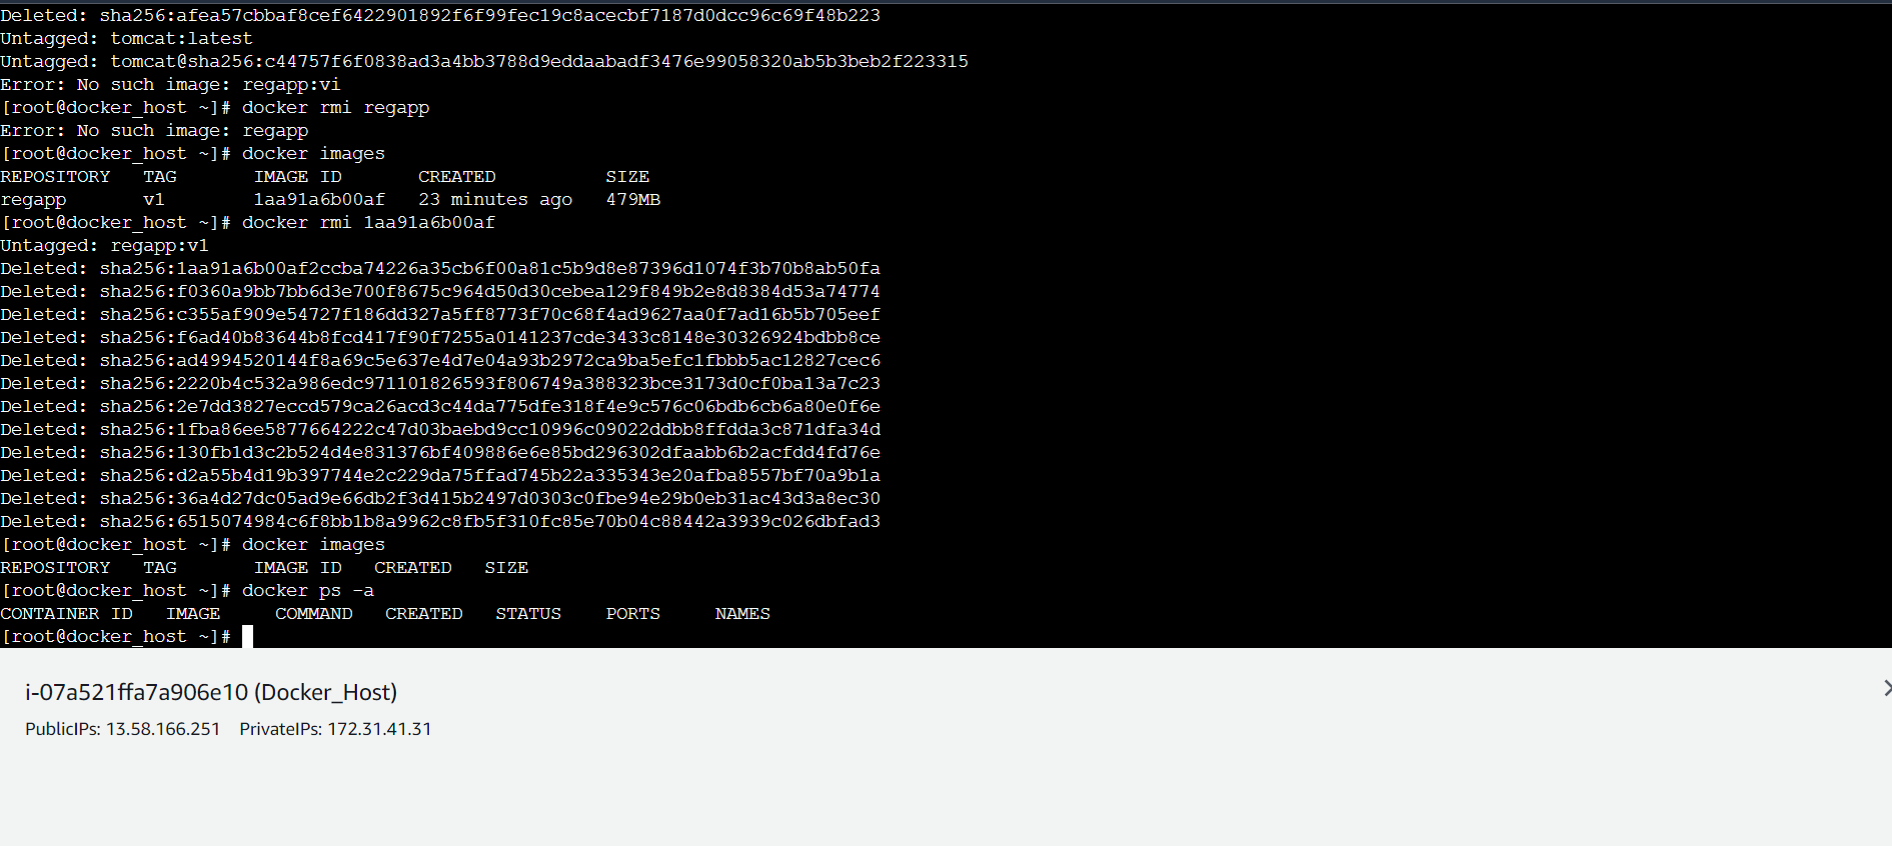 Deleted: sha256:afea57cbbaf8cef6422901892f6f99fec19c8acecbf7187d0dcc96c69f48b223
Untagged: tomcat:latest
Untagged: tomcat@sha256:c44757f6f0838ad3a4bb3788d9eddaabadf3476e99058320ab5b3beb2f223315
Error: No such image: regapp:vi
[root@docker_host ~]# docker rmi regapp
Error: No such image: regapp
[root@docker_host ~]# docker images
REPOSITORY   TAG       IMAGE ID       CREATED          SIZE
regapp       v1        1aa91a6b00af   23 minutes ago   479MB
[root@docker_host ~]# docker rmi 1aa91a6b00af
Untagged: regapp:v1
Deleted: sha256:1aa91a6b00af2ccba74226a35cb6f00a81c5b9d8e87396d1074f3b70b8ab50fa
Deleted: sha256:f0360a9bb7bb6d3e700f8675c964d50d30cebea129f849b2e8d8384d53a74774
Deleted: sha256:c355af909e54727f186dd327a5ff8773f70c68f4ad9627aa0f7ad16b5b705eef
Deleted: sha256:f6ad40b83644b8fcd417f90f7255a0141237cde3433c8148e30326924bdbb8ce
Deleted: sha256:ad4994520144f8a69c5e637e4d7e04a93b2972ca9ba5efc1fbbb5ac12827cec6
Deleted: sha256:2220b4c532a986edc971101826593f806749a388323bce3173d0cf0ba13a7c23
Deleted: sha256:2e7dd3827eccd579ca26acd3c44da775dfe318f4e9c576c06bdb6cb6a80e0f6e
Deleted: sha256:1fba86ee5877664222c47d03baebd9cc10996c09022ddbb8ffdda3c871dfa34d
Deleted: sha256:130fb1d3c2b524d4e831376bf409886e6e85bd296302dfaabb6b2acfdd4fd76e
Deleted: sha256:d2a55b4d19b397744e2c229da75ffad745b22a335343e20afba8557bf70a9b1a
Deleted: sha256:36a4d27dc05ad9e66db2f3d415b2497d0303c0fbe94e29b0eb31ac43d3a8ec30
Deleted: sha256:6515074984c6f8bb1b8a9962c8fb5f310fc85e70b04c88442a3939c026dbfad3
[root@docker_host ~]# docker images
REPOSITORY   TAG       IMAGE ID   CREATED   SIZE
[root@docker_host ~]# docker ps -a
CONTAINER ID   IMAGE     COMMAND   CREATED   STATUS    PORTS     NAMES
[root@docker_host ~]#
i-07a521ffa7a906e10 (Docker_Host)
PublicIPs: 13.58.166.251    PrivateIPs: 172.31.41.31